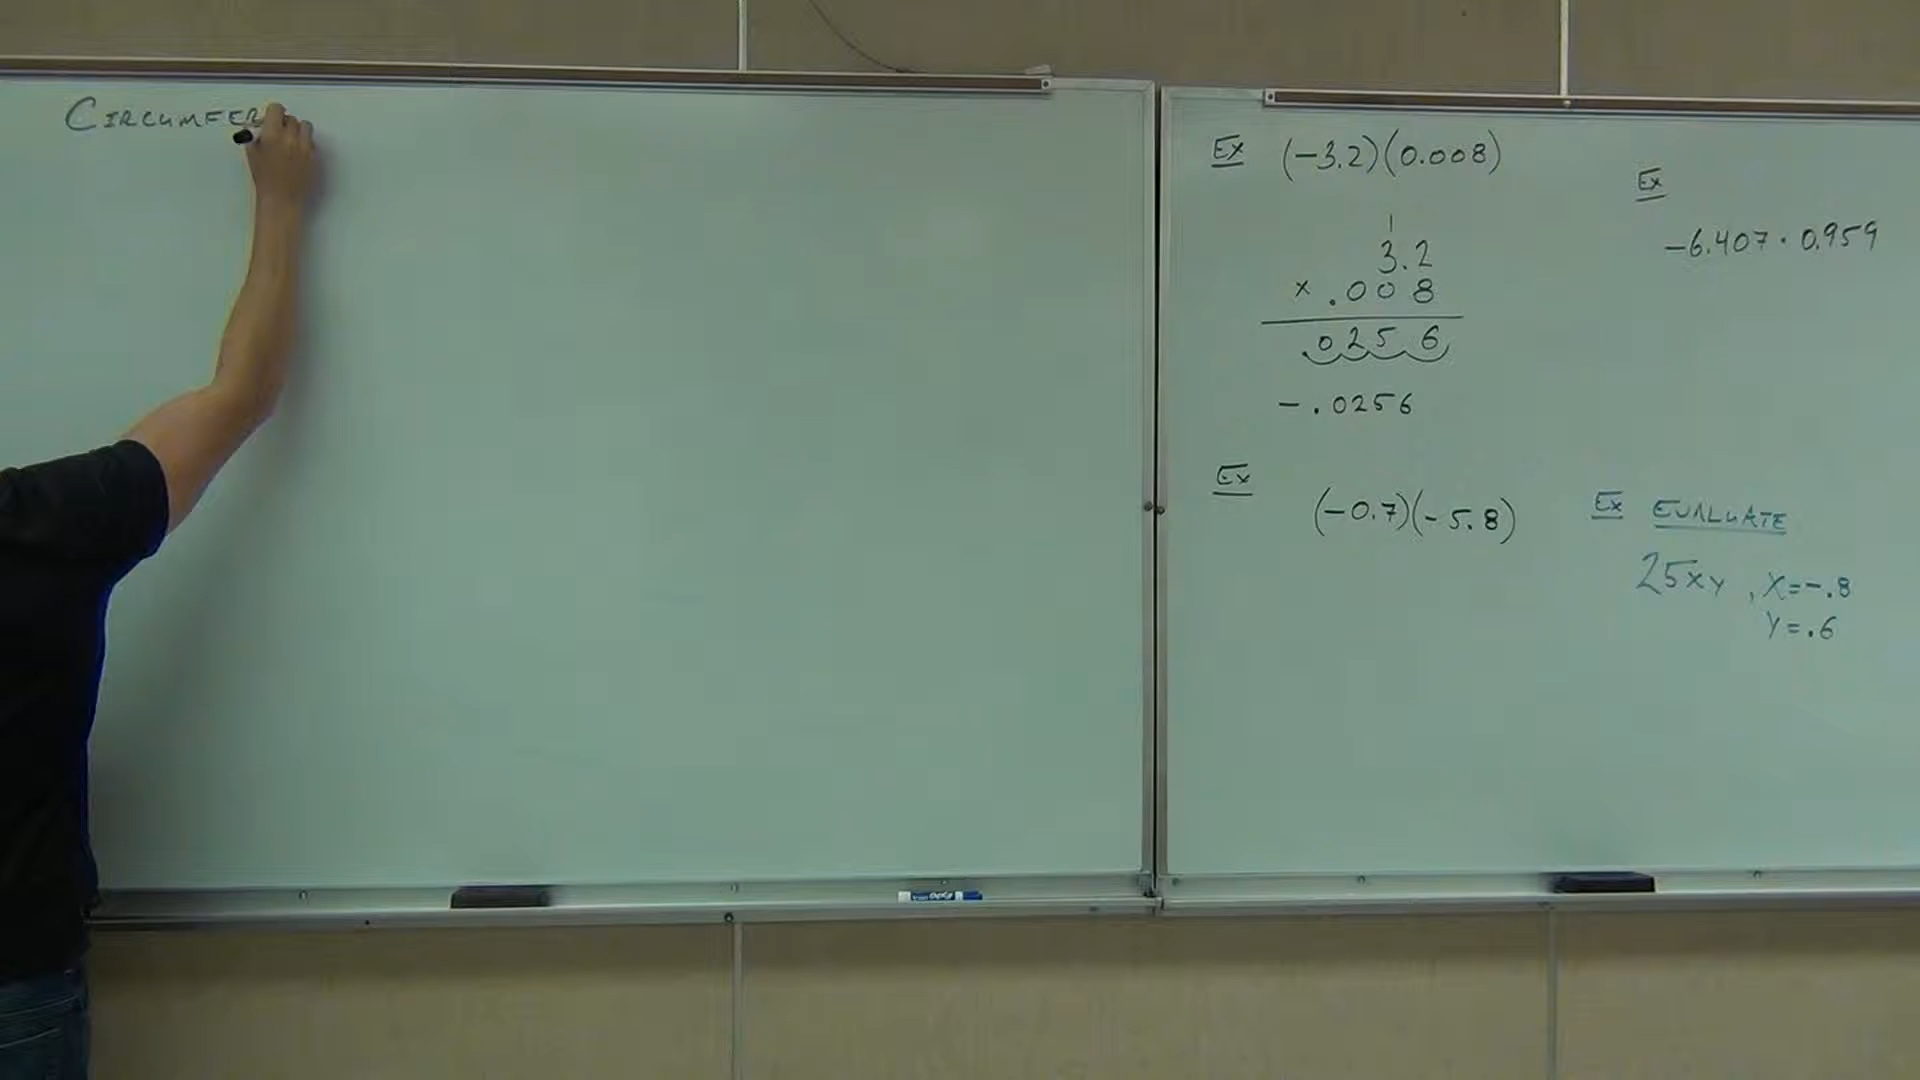 CIRCUMFER
Ex (-3.2)(0.008)
1
3.2
x .008
0256
-.0256
Ex
(-0.7)(-5.8)
Ex
-6.407 · 0.959
Ex EVALUATE
25xy, x=-.8
y=.6